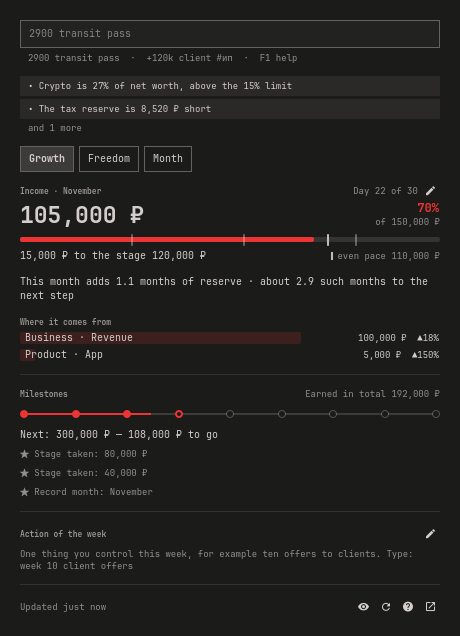 2900 transit pass
2900 transit pass · +120k client #ип · F1 help
• Crypto is 27% of net worth, above the 15% limit
• The tax reserve is 8,520 ₽ short
and 1 more
Growth Freedom Month
Income · November Day 22 of 30
105,000 ₽ 70%
of 150,000 ₽
15,000 ₽ to the stage 120,000 ₽ even pace 110,000 ₽
This month adds 1.1 months of reserve · about 2.9 such months to the
next step
Where it comes from
Business · Revenue 100,000 ₽ ▲18%
Product · App 5,000 ₽ ▲150%
Milestones Earned in total 192,000 ₽
Next: 300,000 ₽ — 108,000 ₽ to go
★ Stage taken: 80,000 ₽
★ Stage taken: 40,000 ₽
★ Record month: November
Action of the week
One thing you control this week, for example ten offers to clients. Type:
week 10 client offers
Updated just now